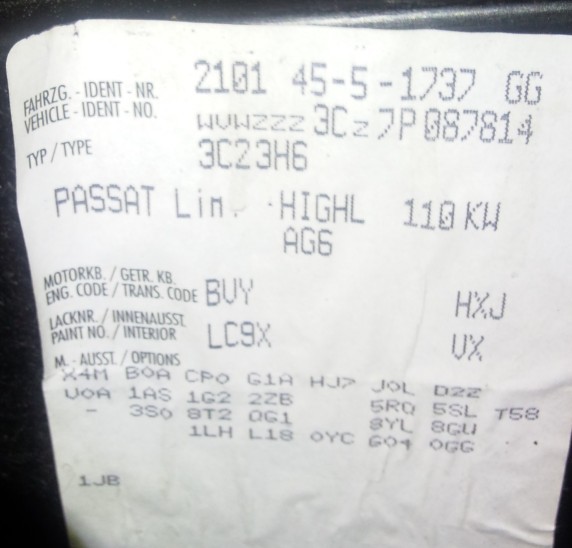 2101 45-5-1737 GG
FAHRZG. - IDENT - NR.
VEHICLE - IDENT - NO. WVWZZZ3CZ7P087814
TYP / TYPE 3C23H6
PASSAT Lim. HIGHL 110 KW
AG6
MOTORKB. / GETR. KB.
ENG. CODE / TRANS. CODE BUY HXJ
LACKNR. / INNENAUSST.
PAINT NO. / INTERIOR LC9X UX
M. - AUSST. / OPTIONS
X4M B0A CP0 G1A HJ7 J0L D2Z
U0A 1AS 1G2 2ZB 5RQ 5SL T58
- 3S0 8T2 0G1 8YL 8GU
1LH L18 0YC G04 0GG
1JB